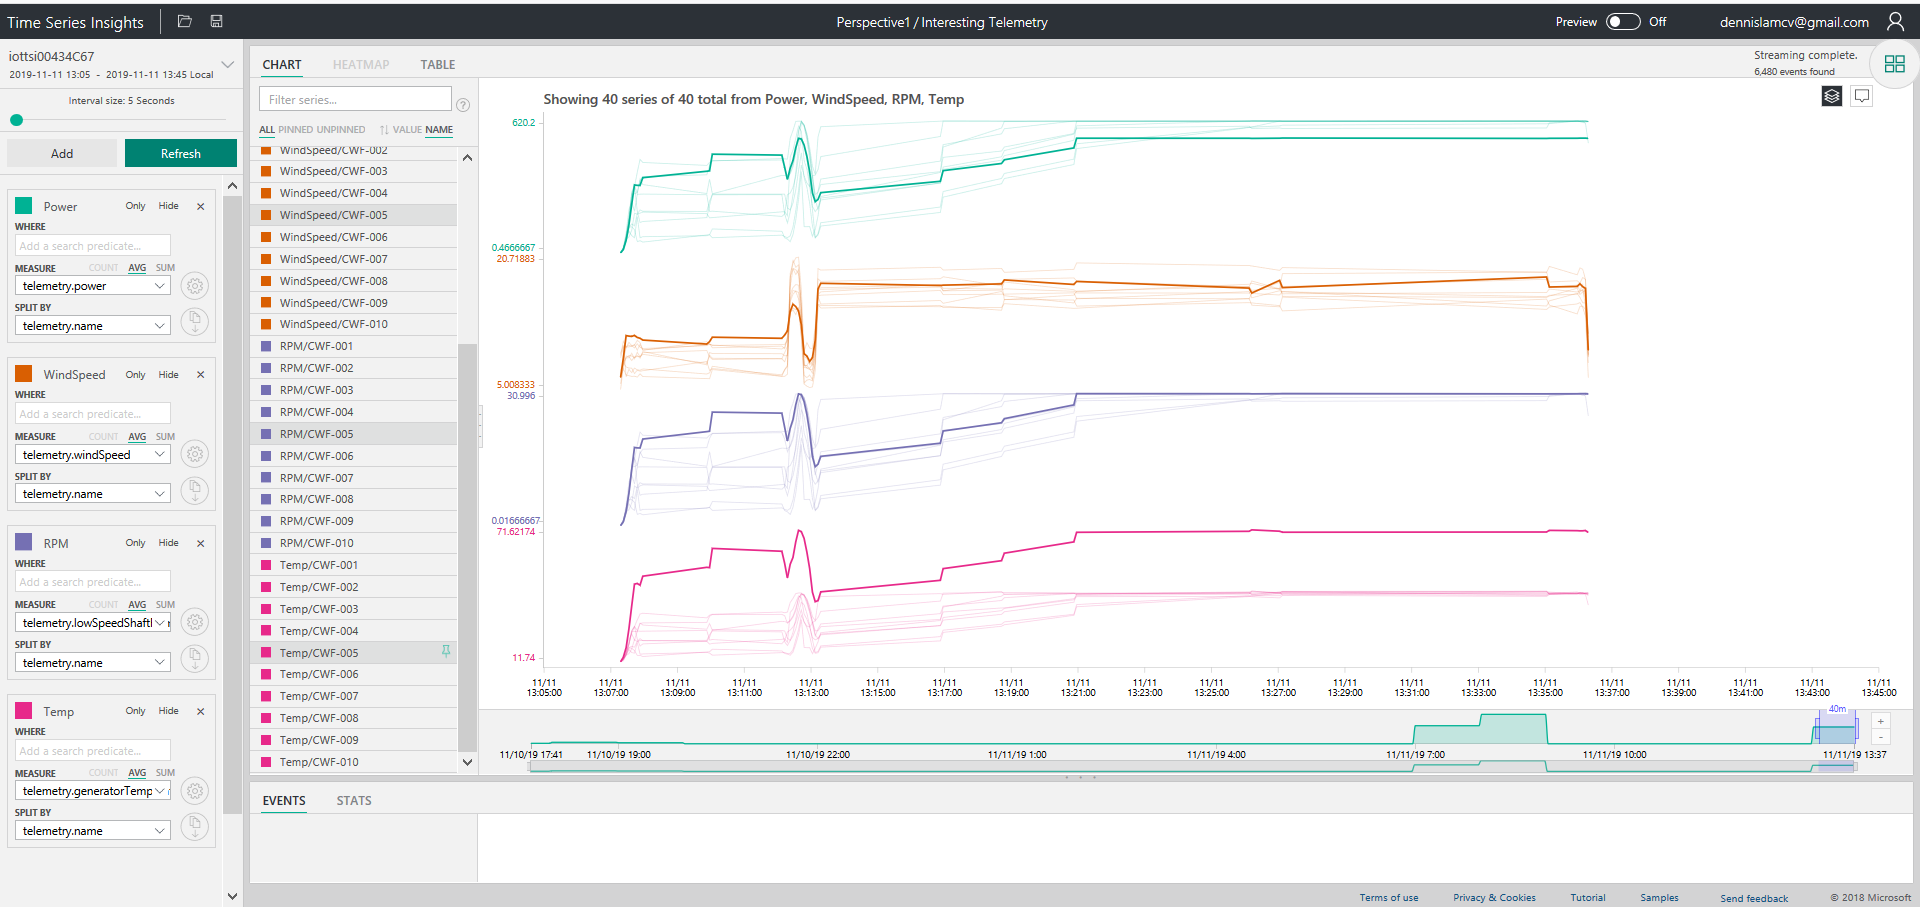 Time Series Insights
Perspective1 / Interesting Telemetry
Preview Off
dennislamcv@gmail.com
iottsi00434C67
2019-11-11 13:05 - 2019-11-11 13:45 Local
Interval size: 5 Seconds
Add Refresh
Power Only Hide ×
WHERE
Add a search predicate...
MEASURE COUNT AVG SUM
telemetry.power
SPLIT BY
telemetry.name
WindSpeed Only Hide ×
WHERE
Add a search predicate...
MEASURE COUNT AVG SUM
telemetry.windSpeed
SPLIT BY
telemetry.name
RPM Only Hide ×
WHERE
Add a search predicate...
MEASURE COUNT AVG SUM
telemetry.lowSpeedShaft
SPLIT BY
telemetry.name
Temp Only Hide ×
WHERE
Add a search predicate...
MEASURE COUNT AVG SUM
telemetry.generatorTemp
SPLIT BY
telemetry.name
CHART HEATMAP TABLE
Streaming complete.
6,480 events found
Filter series...
?
ALL PINNED UNPINNED VALUE NAME
WindSpeed/CWF-002
WindSpeed/CWF-003
WindSpeed/CWF-004
WindSpeed/CWF-005
WindSpeed/CWF-006
WindSpeed/CWF-007
WindSpeed/CWF-008
WindSpeed/CWF-009
WindSpeed/CWF-010
RPM/CWF-001
RPM/CWF-002
RPM/CWF-003
RPM/CWF-004
RPM/CWF-005
RPM/CWF-006
RPM/CWF-007
RPM/CWF-008
RPM/CWF-009
RPM/CWF-010
Temp/CWF-001
Temp/CWF-002
Temp/CWF-003
Temp/CWF-004
Temp/CWF-005
Temp/CWF-006
Temp/CWF-007
Temp/CWF-008
Temp/CWF-009
Temp/CWF-010
Showing 40 series of 40 total from Power, WindSpeed, RPM, Temp
620.2
0.4666667
20.71883
5.008333
30.996
0.01666667
71.62174
11.74
11/11 11/11 11/11 11/11 11/11 11/11 11/11 11/11 11/11 11/11 11/11 11/11 11/11 11/11 11/11 11/11 11/11 11/11 11/11 11/11 11/11
13:05:00 13:07:00 13:09:00 13:11:00 13:13:00 13:15:00 13:17:00 13:19:00 13:21:00 13:23:00 13:25:00 13:27:00 13:29:00 13:31:00 13:33:00 13:35:00 13:37:00 13:39:00 13:41:00 13:43:00 13:45:00
40m
+
-
11/10/19 17:41 11/10/19 19:00 11/10/19 22:00 11/11/19 1:00 11/11/19 4:00 11/11/19 7:00 11/11/19 10:00 11/11/19 13:37
EVENTS STATS
Terms of use Privacy & Cookies Tutorial Samples Send feedback © 2018 Microsoft